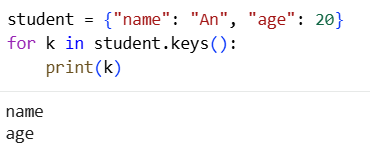 student = {"name": "An", "age": 20}
for k in student.keys():
    print(k)
name
age